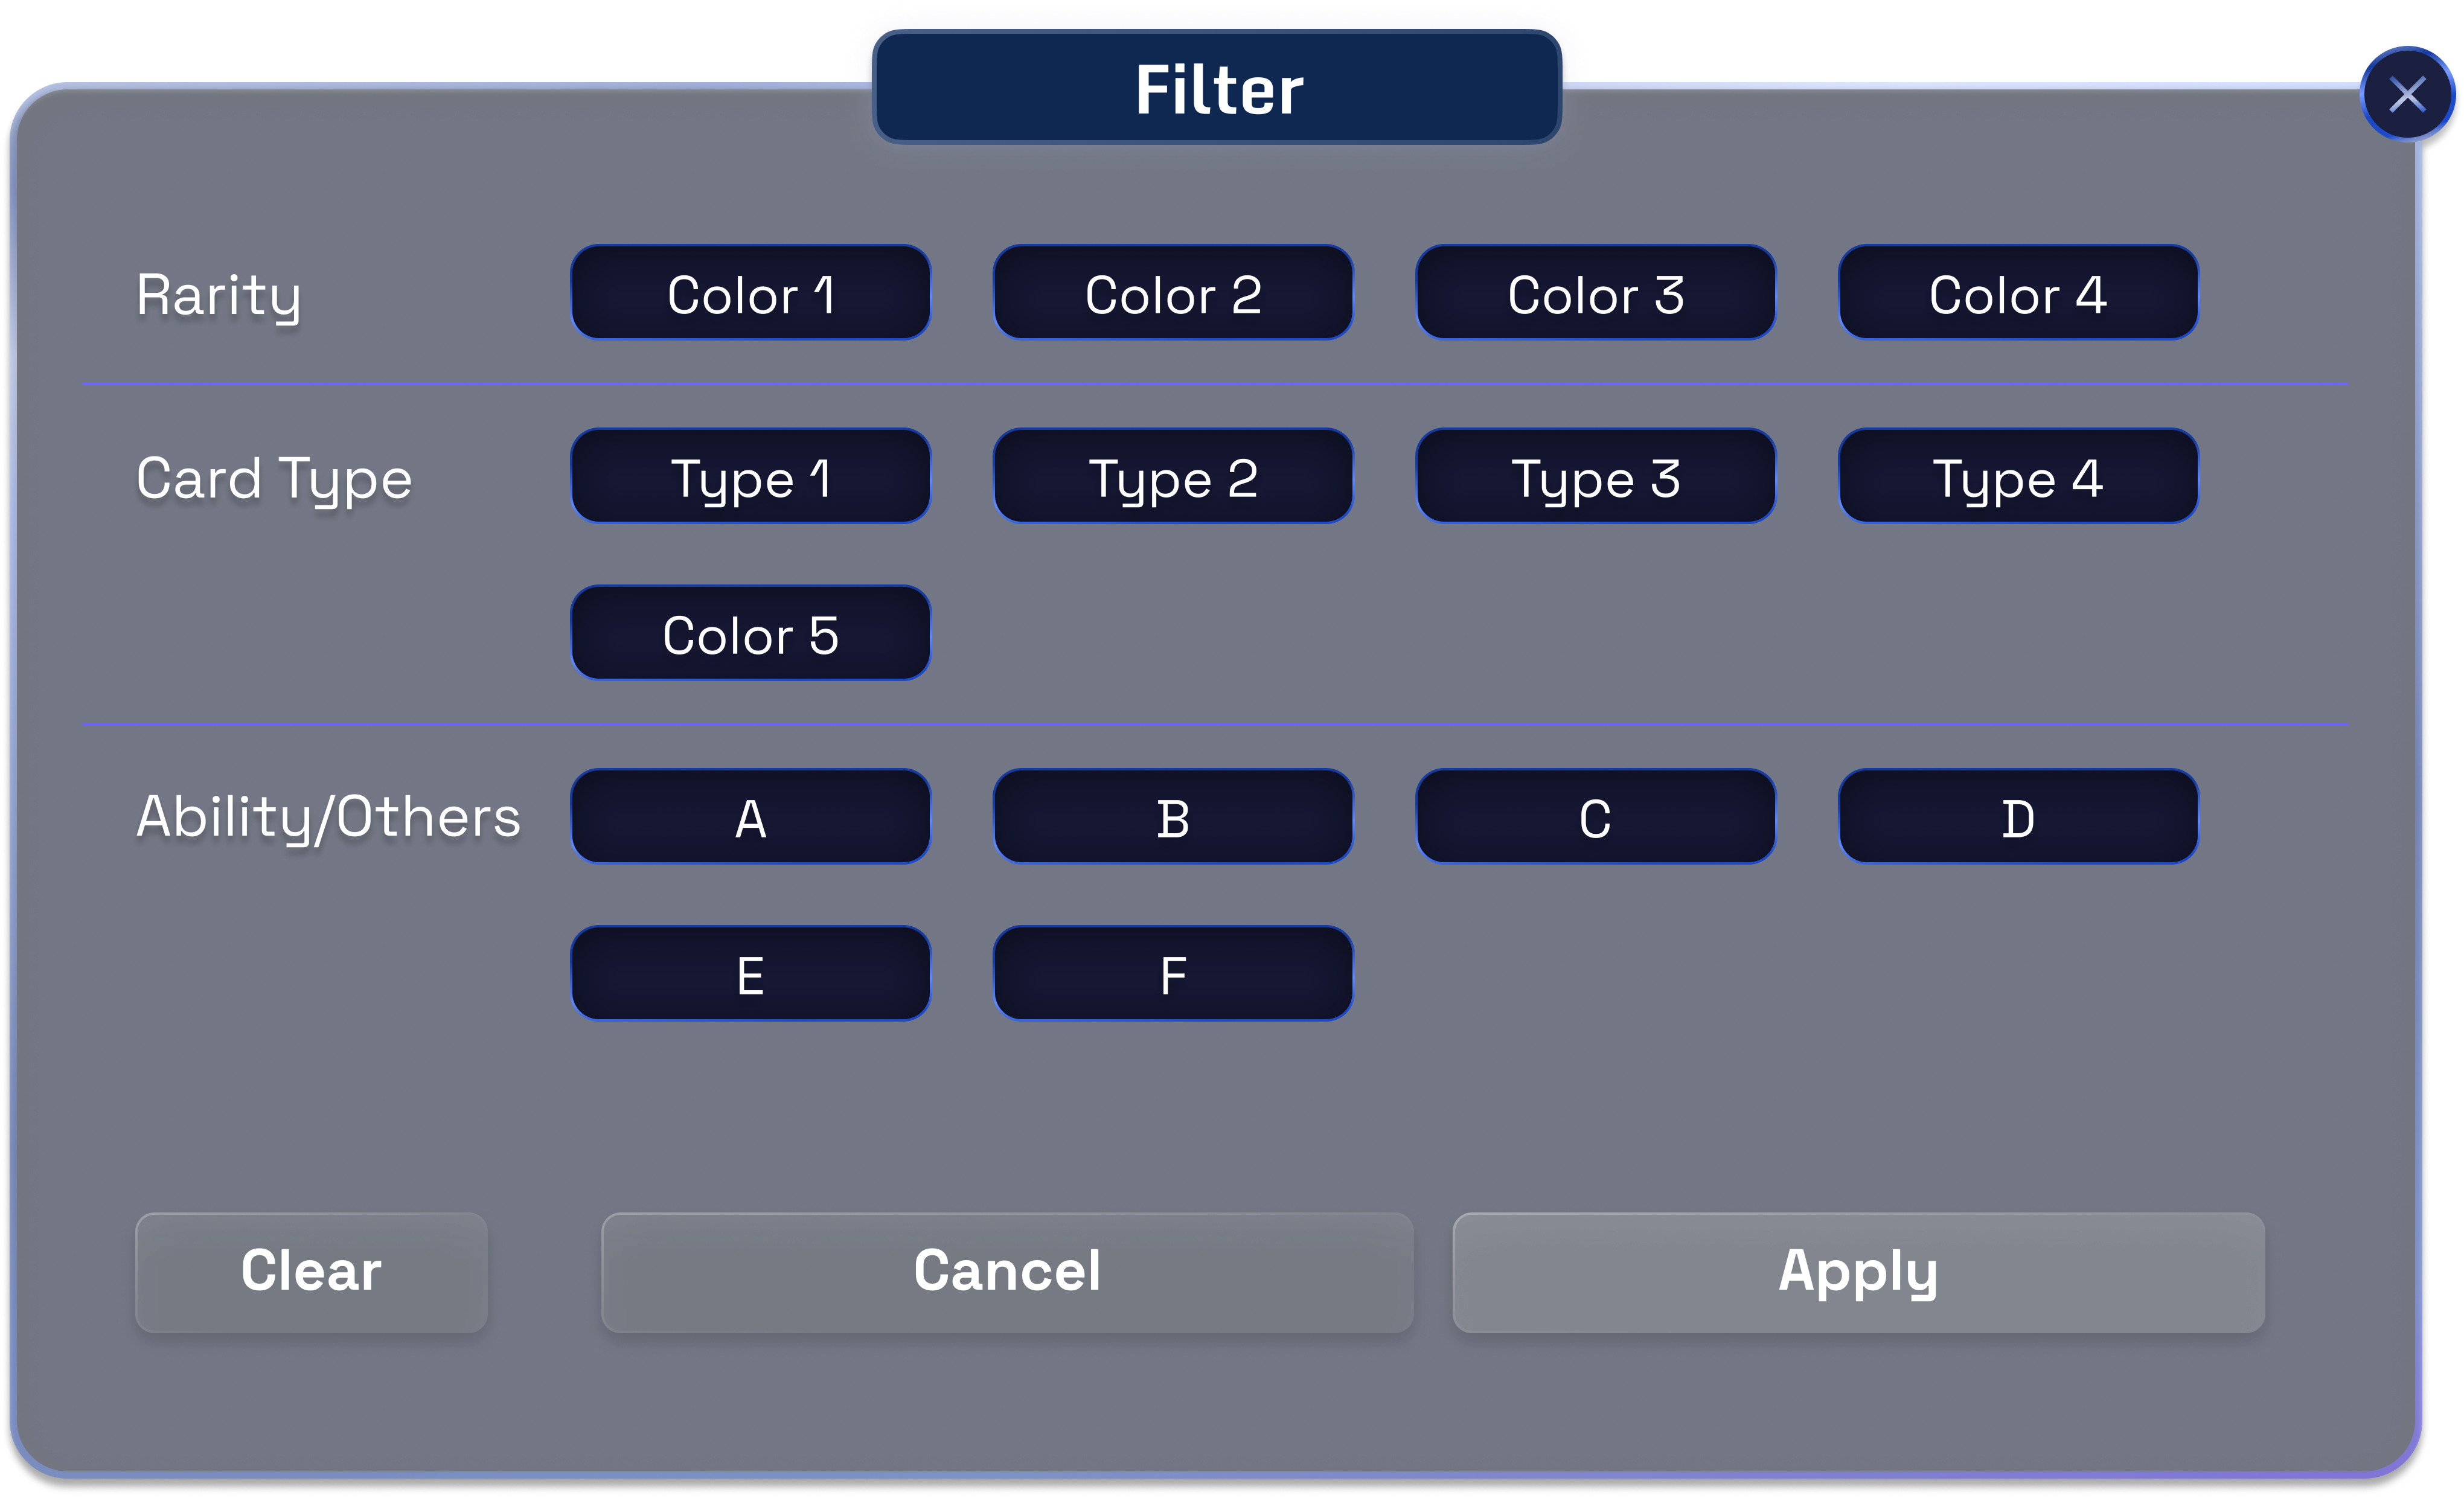 Filter
Rarity Color 1 Color 2 Color 3 Color 4
Card Type Type 1 Type 2 Type 3 Type 4
Color 5
Ability/Others A B C D
E F
Clear Cancel Apply